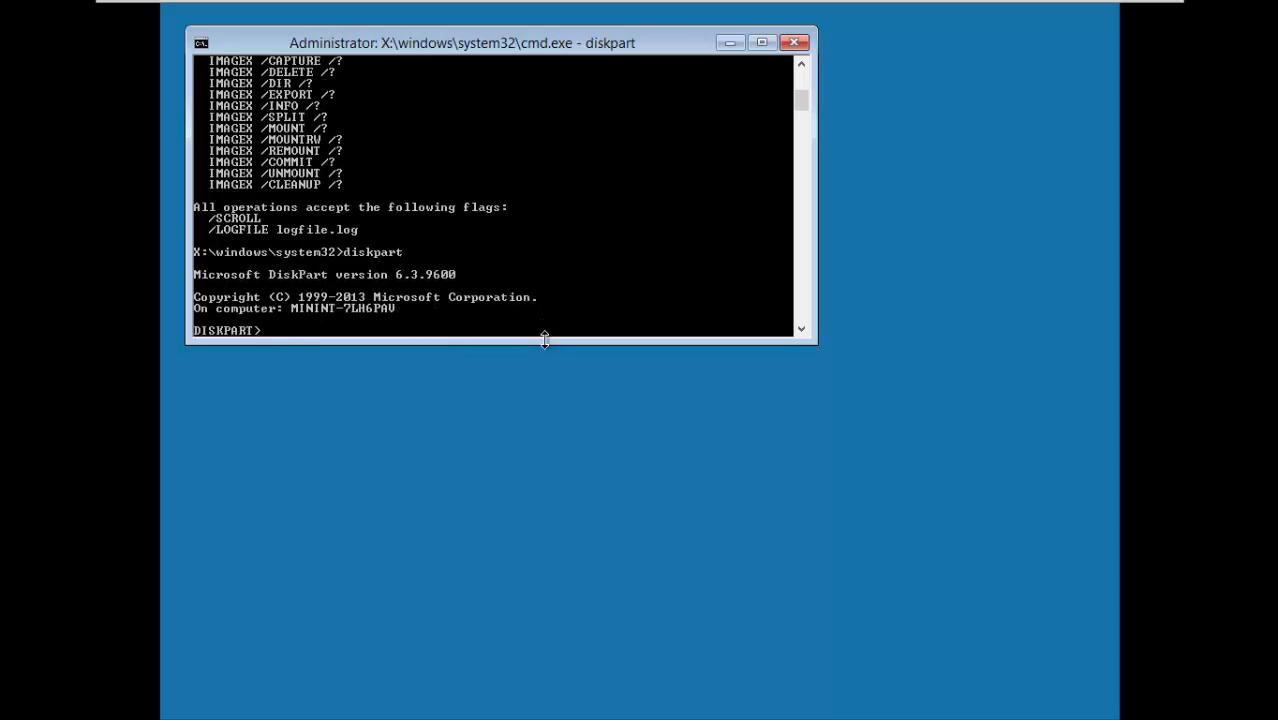 Administrator: X:\windows\system32\cmd.exe - diskpart
IMAGEX /CAPTURE /?
IMAGEX /DELETE /?
IMAGEX /DIR /?
IMAGEX /EXPORT /?
IMAGEX /INFO /?
IMAGEX /SPLIT /?
IMAGEX /MOUNT /?
IMAGEX /MOUNTRW /?
IMAGEX /REMOUNT /?
IMAGEX /COMMIT /?
IMAGEX /UNMOUNT /?
IMAGEX /CLEANUP /?
All operations accept the following flags:
/SCROLL
/LOGFILE logfile.log
X:\windows\system32>diskpart
Microsoft DiskPart version 6.3.9600
Copyright (C) 1999-2013 Microsoft Corporation.
On computer: MININT-7LH6PAV
DISKPART>